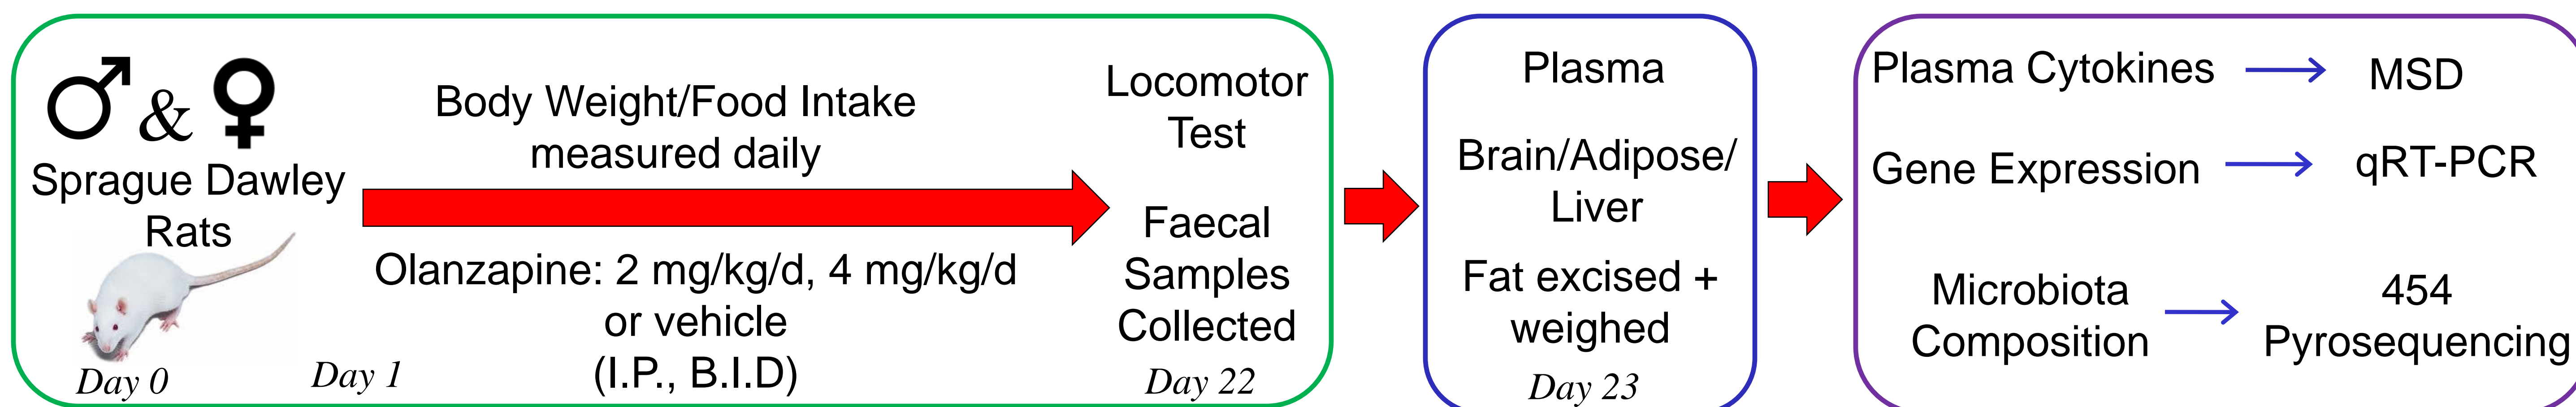 &
Sprague Dawley
Rats
Day 0
Day 1
Body Weight/Food Intake
measured daily
Olanzapine: 2 mg/kg/d, 4 mg/kg/d
or vehicle
(I.P., B.I.D)
Locomotor
Test
Faecal
Samples
Collected
Day 22
Plasma
Brain/Adipose/
Liver
Fat excised +
weighed
Day 23
Plasma Cytokines
MSD
Gene Expression
qRT-PCR
Microbiota
Composition
454
Pyrosequencing